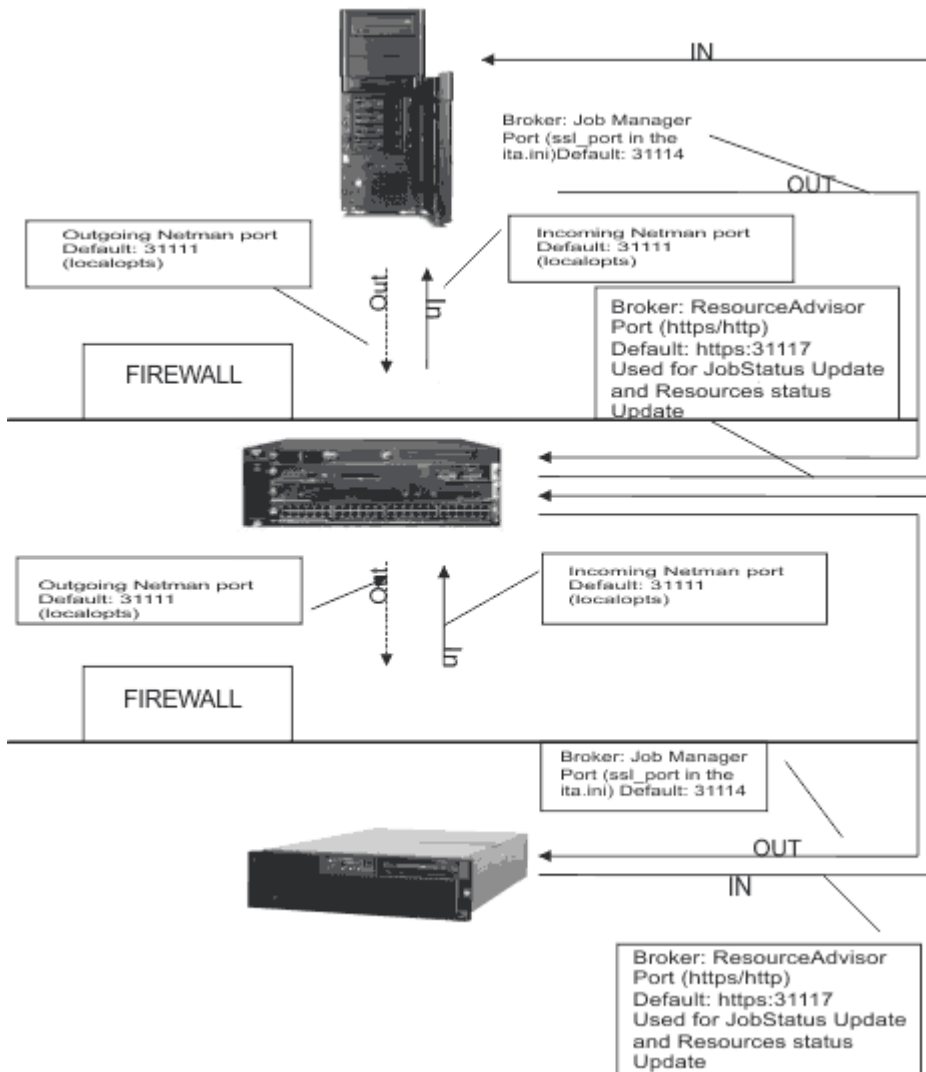 IN
Broker: Job Manager
Port (ssl_port in the
ita.ini)Default: 31114
OUT
Outgoing Netman port
Default: 31111
(localopts)
Incoming Netman port
Default: 31111
(localopts)
Out
In
Broker: ResourceAdvisor
Port (https/http)
Default: https:31117
Used for JobStatus Update
and Resources status
Update
FIREWALL
Outgoing Netman port
Default: 31111
(localopts)
Incoming Netman port
Default: 31111
(localopts)
Out
In
FIREWALL
Broker: Job Manager
Port (ssl_port in the
ita.ini) Default: 31114
OUT
IN
Broker: ResourceAdvisor
Port (https/http)
Default: https:31117
Used for JobStatus Update
and Resources status
Update